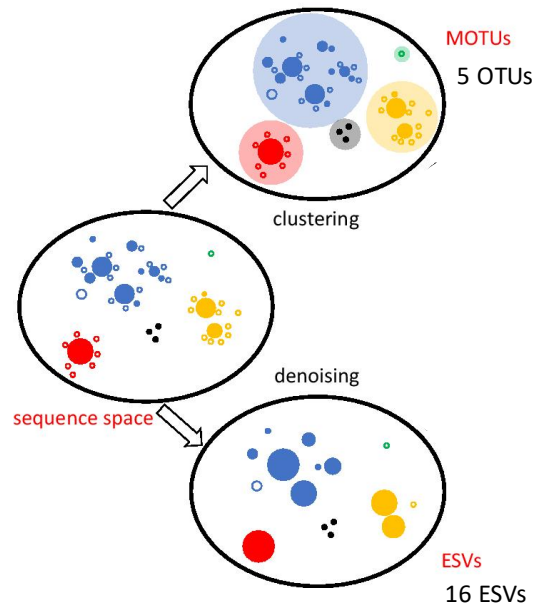 MOTUs
5 OTUs
clustering
denoising
sequence space
ESVs
16 ESVs